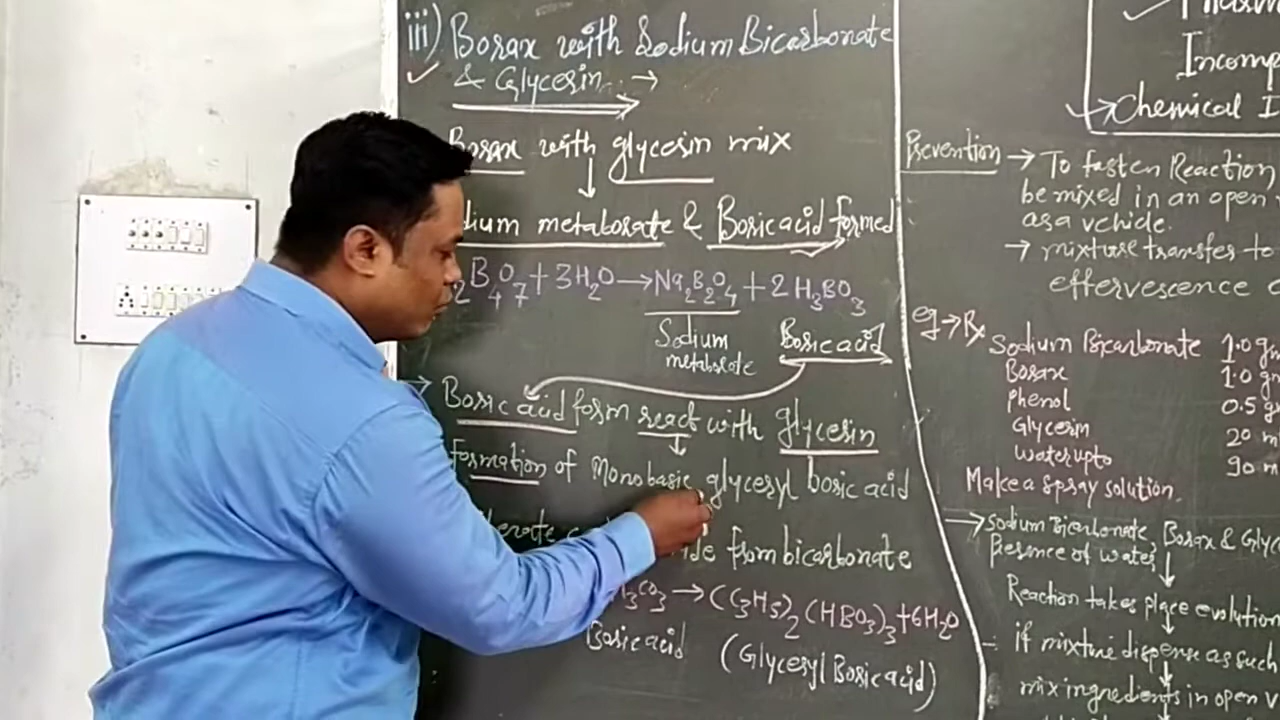 iii) Borax with Sodium Bicarbonate
& Glycerin →
Borax with glycerin mix
dium metaborate & Boric acid formed
2B4O7 + 3H2O → Na2B2O4 + 2H3BO3
Sodium
metaborate
Boric acid
→ Boric acid form react with glycerin
formation of Monobasic glyceryl boric acid
from bicarbonate
→ (C3H5)2(HBO3)3 + 6H2O
Boric acid (Glyceryl Boric acid)
Incomp
→ Chemical I
Prevention → To fasten Reaction
be mixed in an open
as a vehicle.
→ mixture transfer to
effervescence
eg → Rx
Sodium Bicarbonate 1.0 gm
Borax 1.0 gm
Phenol 0.5 g
Glycerin 20 m
Water upto 90 m
Make a spray solution.
→ Sodium Bicarbonate, Borax & Glyc
Presence of water
Reaction takes place evolution
if mixture dispense as such
mix ingredients in open v